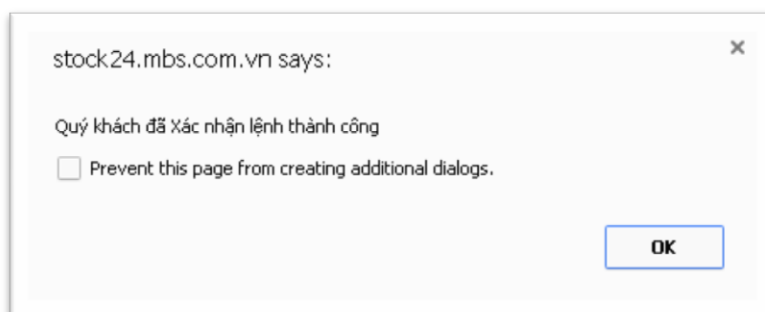 stock24.mbs.com.vn says:
Quý khách đã Xác nhận lệnh thành công
Prevent this page from creating additional dialogs.
OK